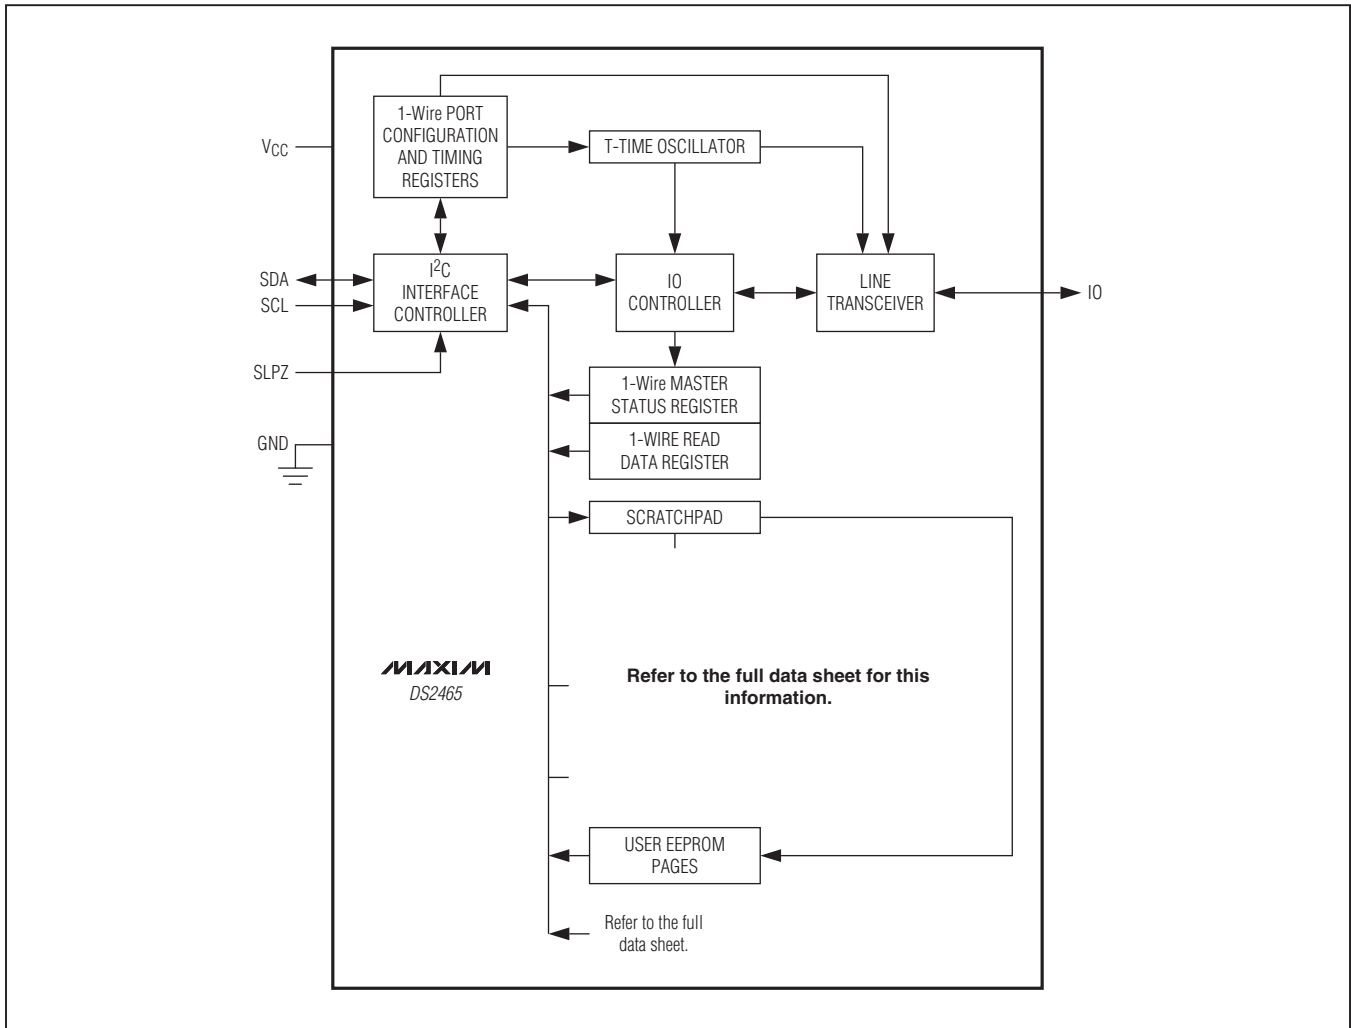 1-Wire PORT
CONFIGURATION
AND TIMING
REGISTERS
VCC
T-TIME OSCILLATOR
SDA
SCL
I2C
INTERFACE
CONTROLLER
IO
CONTROLLER
LINE
TRANSCEIVER
IO
SLPZ
1-Wire MASTER
STATUS REGISTER
GND
1-WIRE READ
DATA REGISTER
SCRATCHPAD
MAXIM
DS2465
Refer to the full data sheet for this
information.
USER EEPROM
PAGES
Refer to the full
data sheet.